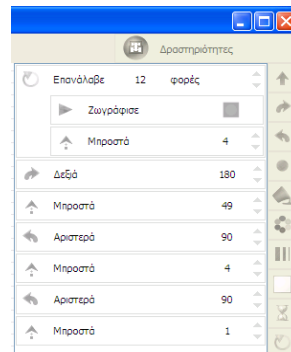 Δραστηριότητες
Επανάλαβε 12 φορές
Ζωγράφισε
Μπροστά 4
Δεξιά 180
Μπροστά 49
Αριστερά 90
Μπροστά 4
Αριστερά 90
Μπροστά 1